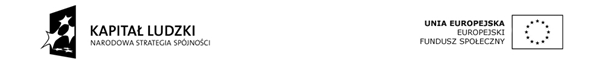 KAPITAŁ LUDZKI
NARODOWA STRATEGIA SPÓJNOŚCI
UNIA EUROPEJSKA
EUROPEJSKI
FUNDUSZ SPOŁECZNY